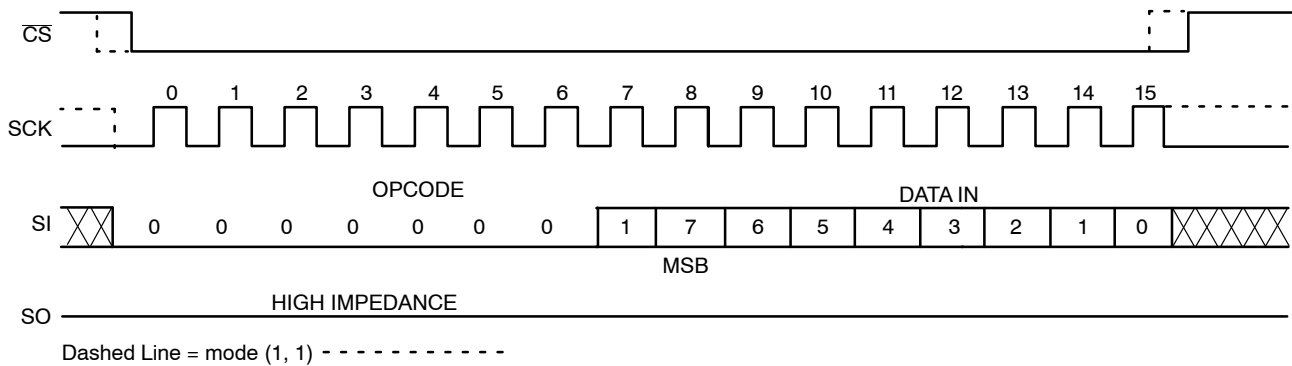 CS
0 1 2 3 4 5 6 7 8 9 10 11 12 13 14 15
SCK
OPCODE DATA IN
SI 0 0 0 0 0 0 0 1 7 6 5 4 3 2 1 0
MSB
HIGH IMPEDANCE
SO
Dashed Line = mode (1, 1)